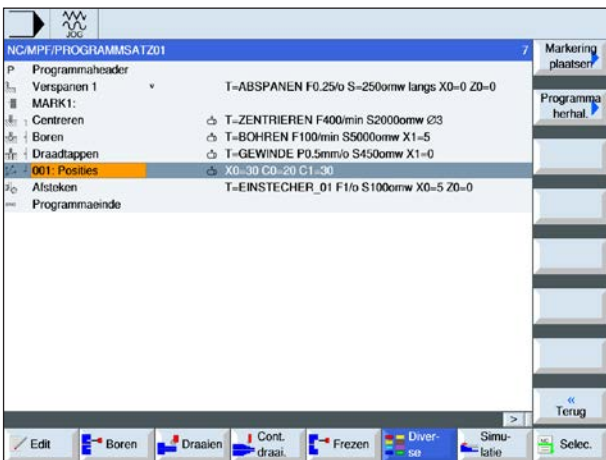 JOG
NC/MPF/PROGRAMMSATZ01 7
P Programmaheader
Verspanen 1 v T=ABSPANEN F0.25/o S=250omw langs X0=0 Z0=0
MARK1:
Centreren T=ZENTRIEREN F400/min S2000omw Ø3
Boren T=BOHREN F100/min S5000omw X1=5
Draadtappen T=GEWINDE P0.5mm/o S450omw X1=0
001: Posities X0=30 C0=20 C1=30
Afsteken T=EINSTECHER_01 F1/o S100omw X0=5 Z0=0
Programmaeinde
>
Markering
plaatsen
Programma
herhal.
«
Terug
Edit
Boren
Draaien
Cont.
draai.
Frezen
Diver-
se
Simu-
latie
NC
Selec.